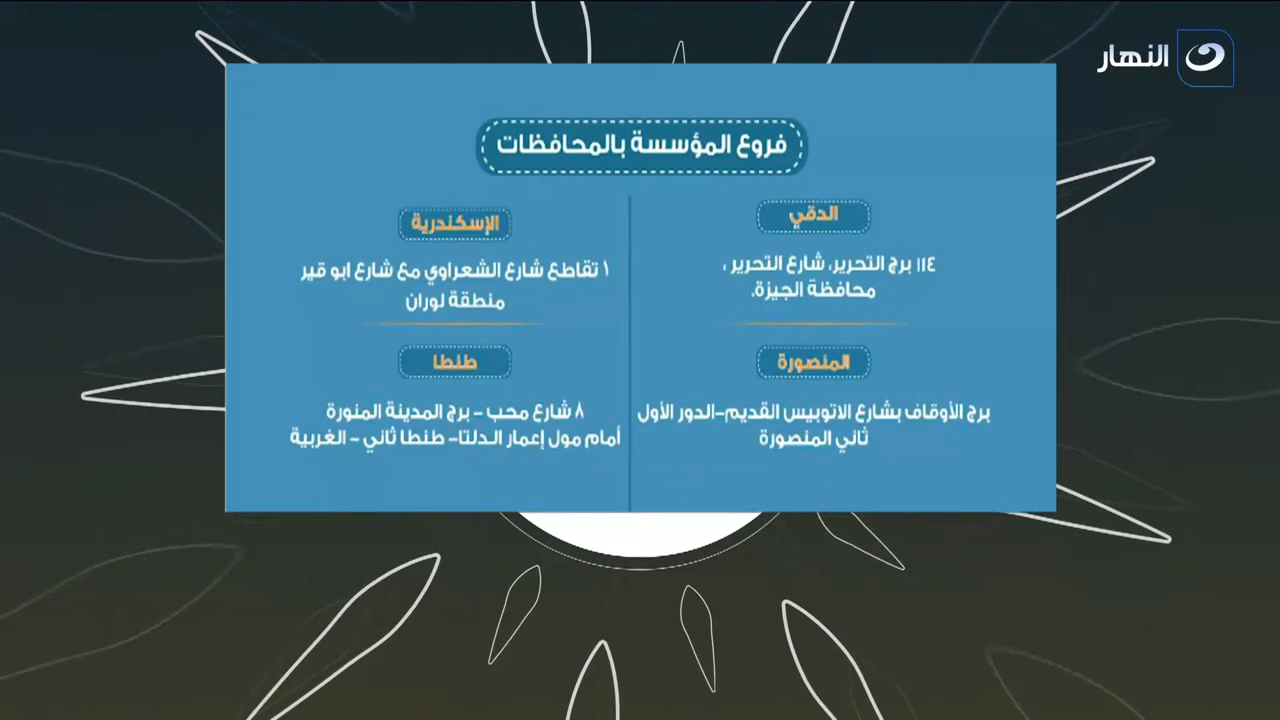 النهار
فروع المؤسسة بالمحافظات
الدقي
١١٤ برج التحرير، شارع التحرير ،
محافظة الجيزة.
الإسكندرية
١ تقاطع شارع الشعراوي مع شارع ابو قير
منطقة لوران
المنصورة
برج الأوقاف بشارع الاتوبيس القديم-الدور الأول
ثاني المنصورة
طنطا
٨ شارع محب - برج المدينة المنورة
أمام مول إعمار الدلتا- طنطا ثاني - الغربية